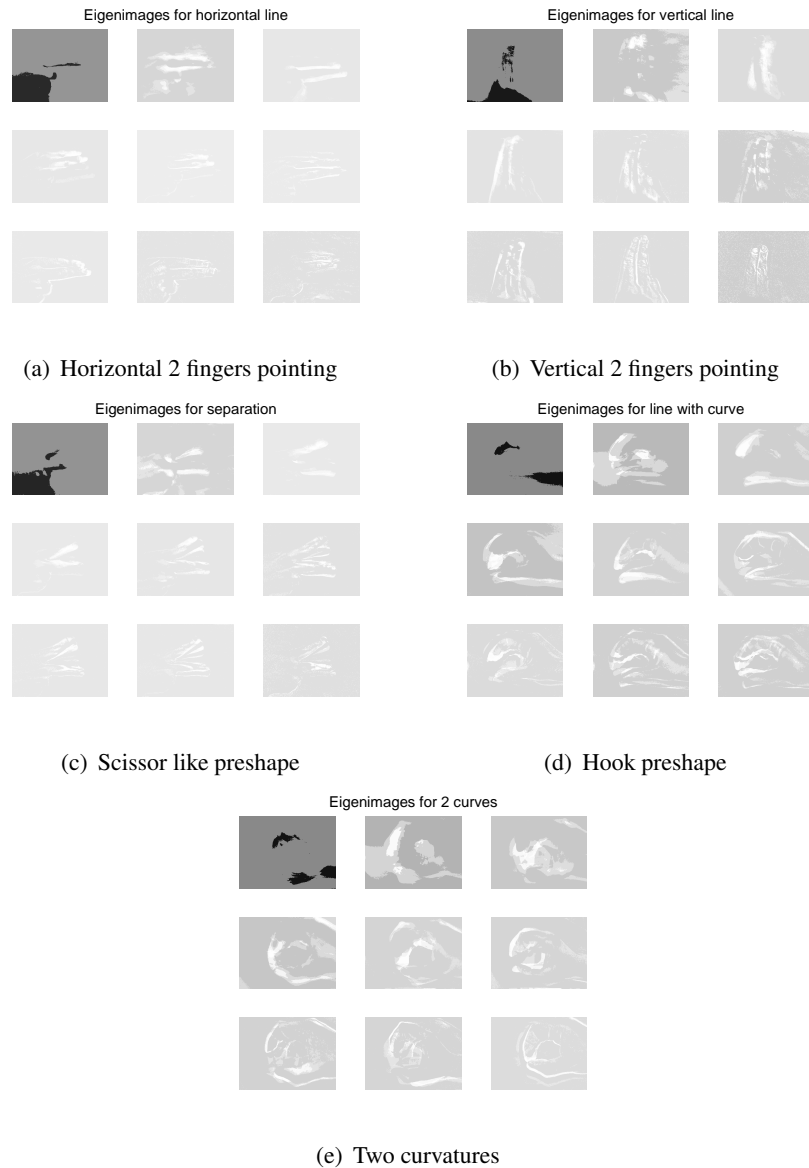 Eigenimages for horizontal line
Eigenimages for vertical line
(a) Horizontal 2 fingers pointing
(b) Vertical 2 fingers pointing
Eigenimages for separation
Eigenimages for line with curve
(c) Scissor like preshape
(d) Hook preshape
Eigenimages for 2 curves
(e) Two curvatures